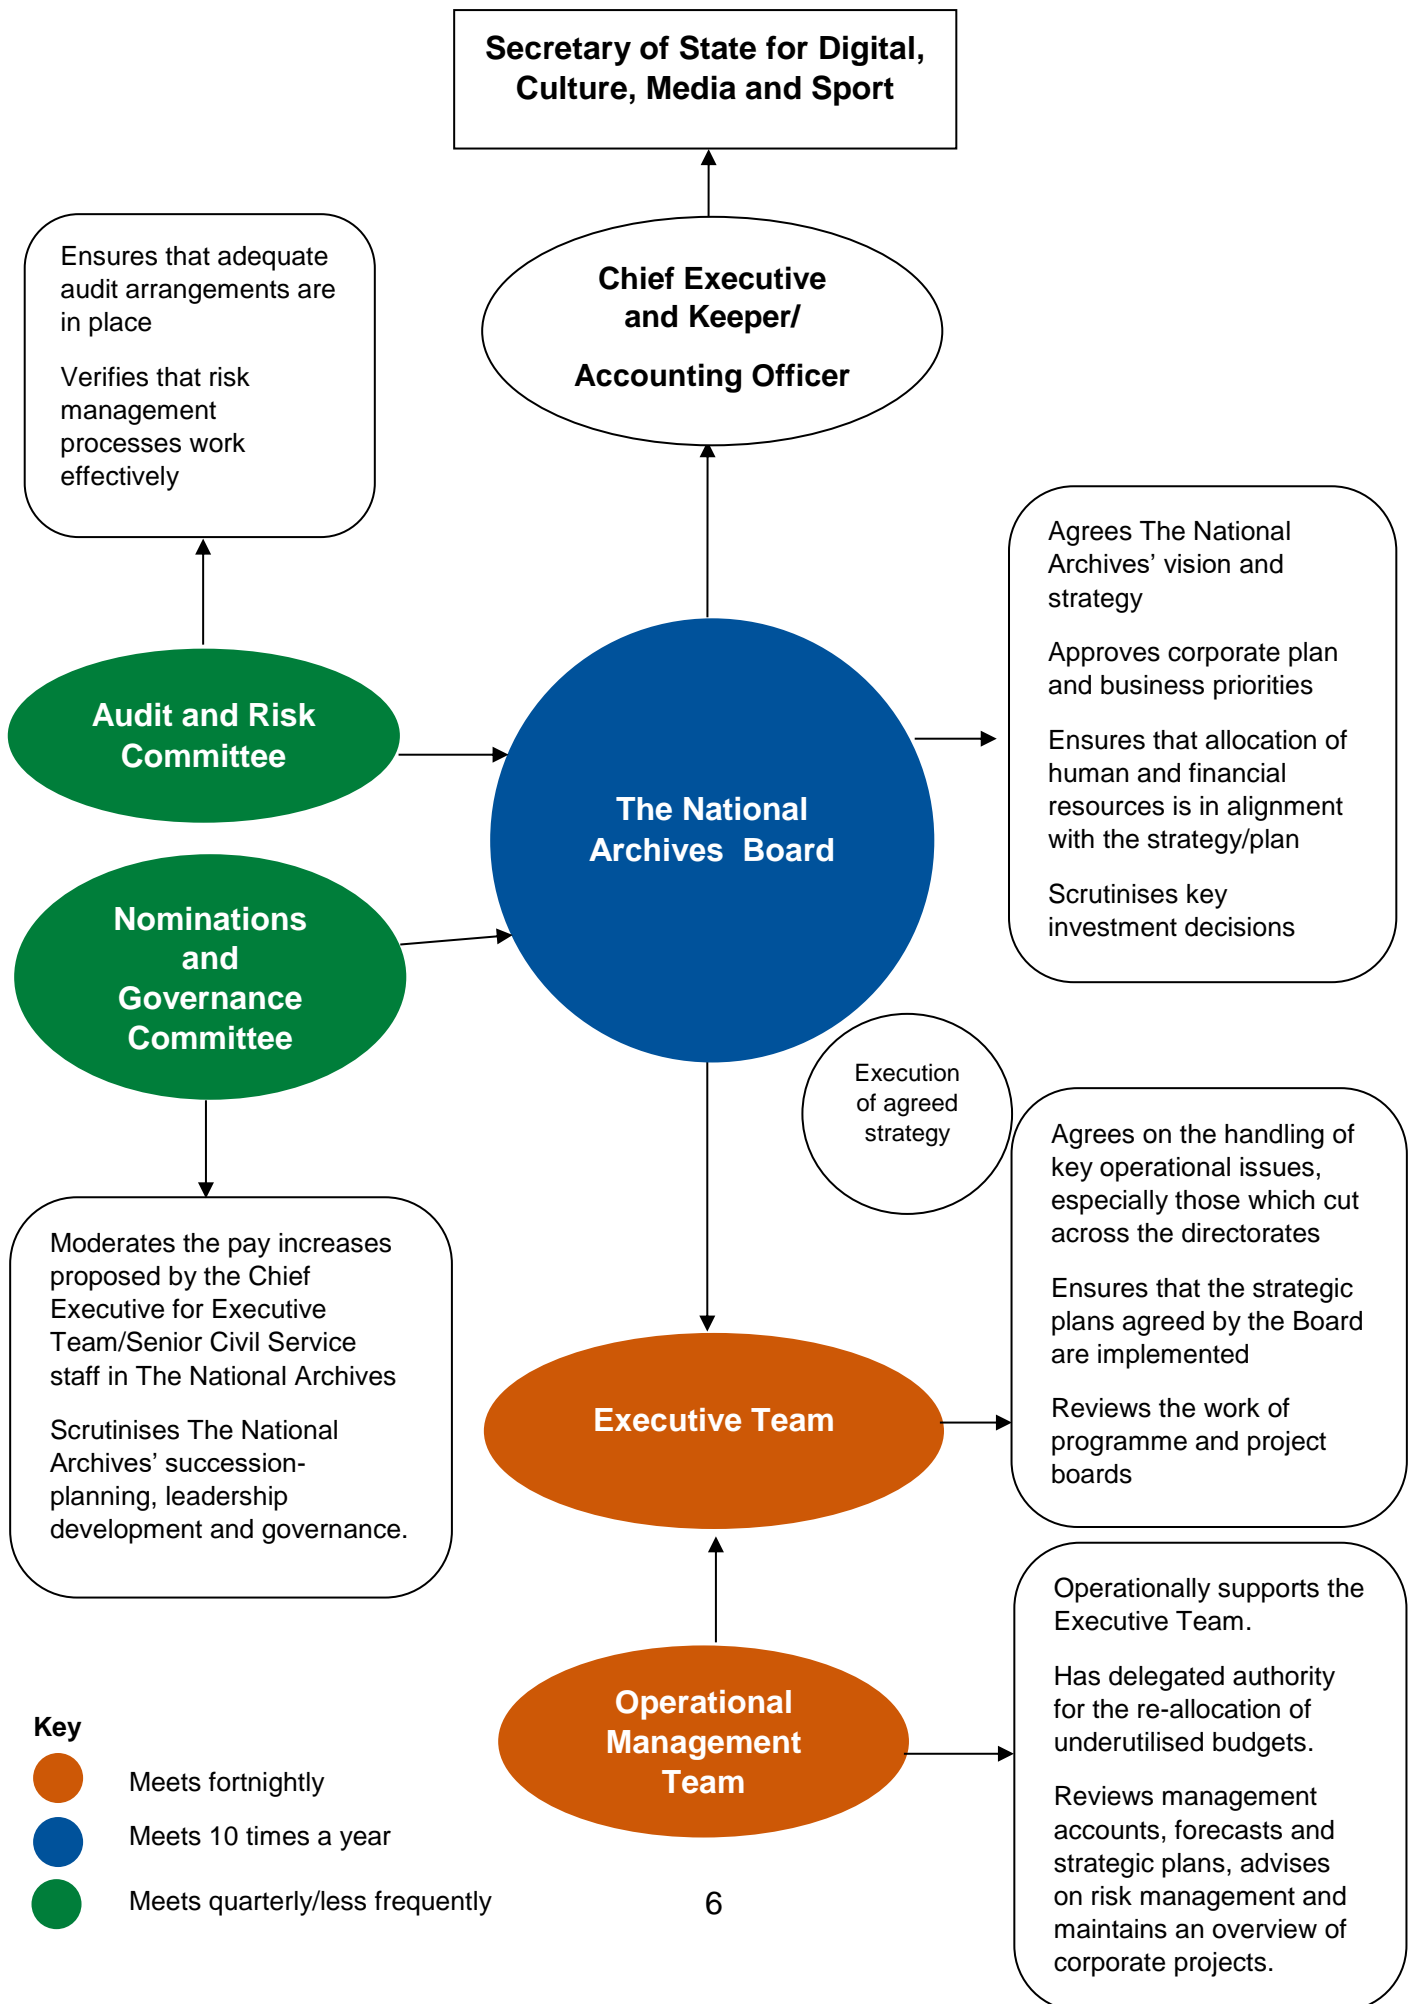 Secretary of State for Digital,
Culture, Media and Sport
Chief Executive
and Keeper/
Accounting Officer
Ensures that adequate
audit arrangements are
in place
Verifies that risk
management
processes work
effectively
Agrees The National
Archives’ vision and
strategy
Approves corporate plan
and business priorities
Ensures that allocation of
human and financial
resources is in alignment
with the strategy/plan
Scrutinises key
investment decisions
Audit and Risk
Committee
The National
Archives Board
Nominations
and
Governance
Committee
Execution
of agreed
strategy
Agrees on the handling of
key operational issues,
especially those which cut
across the directorates
Ensures that the strategic
plans agreed by the Board
are implemented
Reviews the work of
programme and project
boards
Moderates the pay increases
proposed by the Chief
Executive for Executive
Team/Senior Civil Service
staff in The National Archives
Scrutinises The National
Archives’ succession-
planning, leadership
development and governance.
Executive Team
Operational
Management
Team
Operationally supports the
Executive Team.
Has delegated authority
for the re-allocation of
underutilised budgets.
Reviews management
accounts, forecasts and
strategic plans, advises
on risk management and
maintains an overview of
corporate projects.
Key
Meets fortnightly
Meets 10 times a year
Meets quarterly/less frequently
6